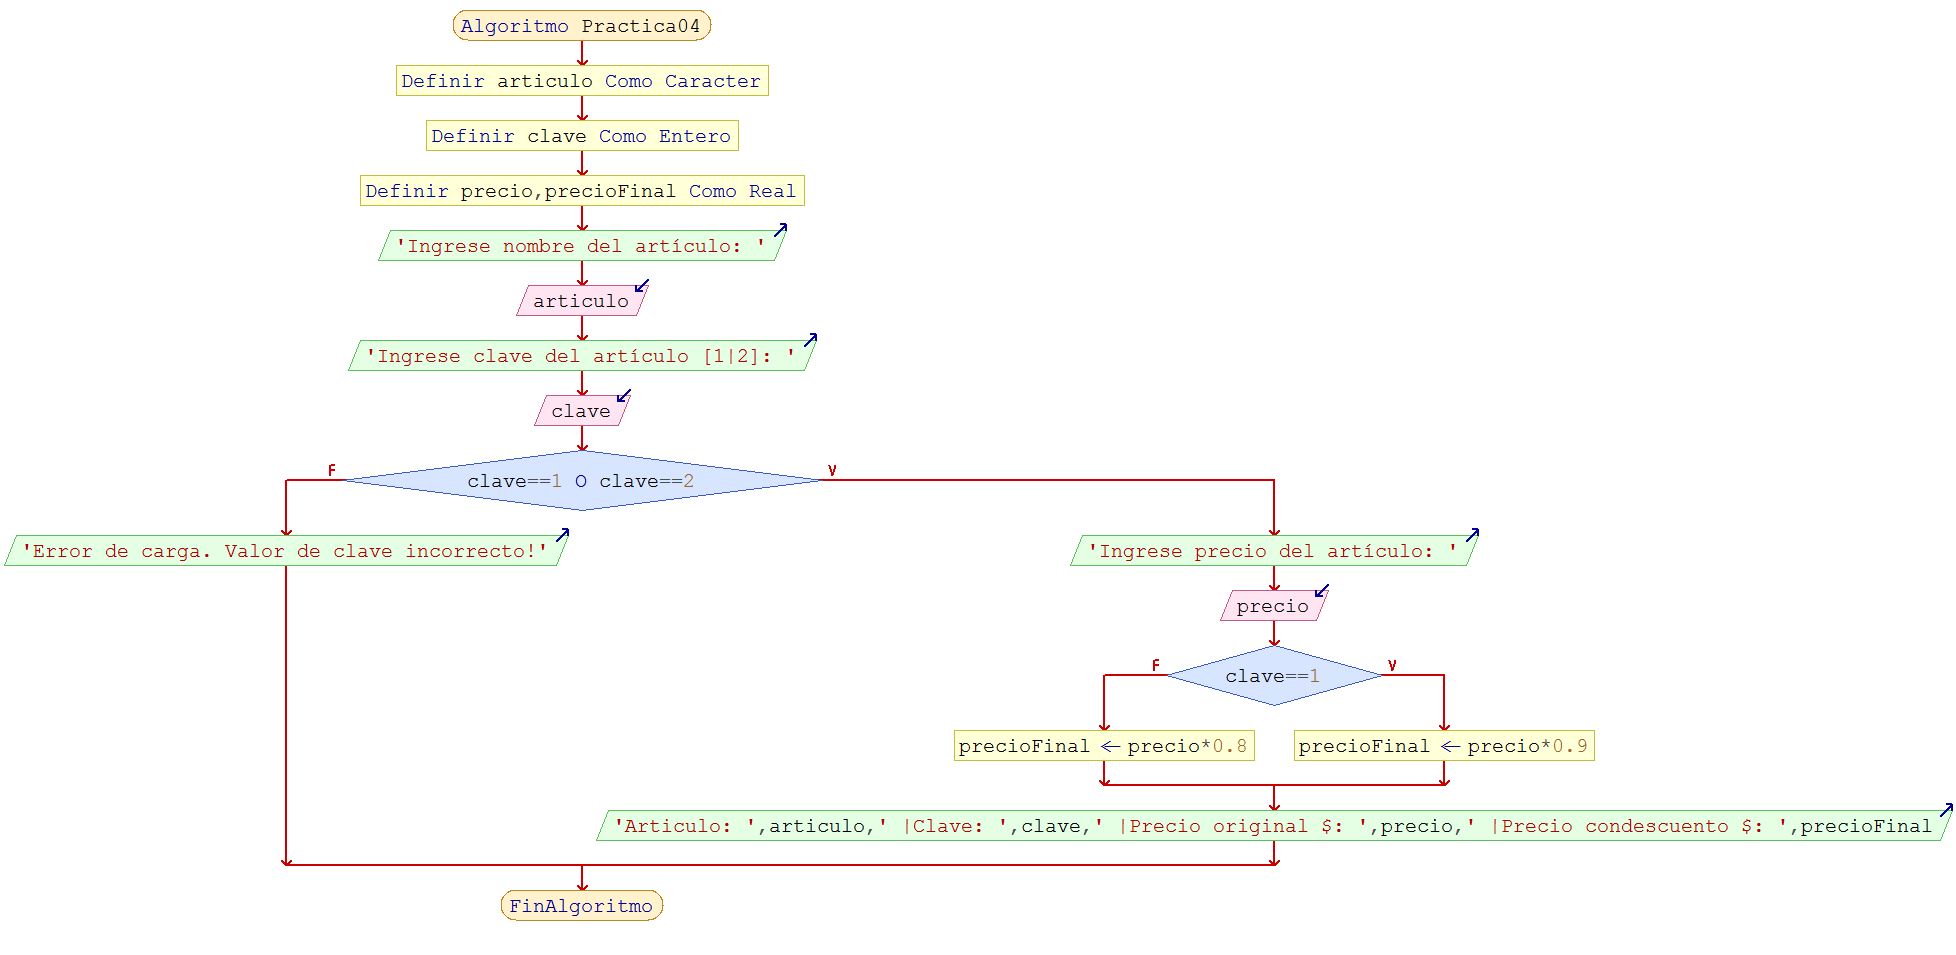 Algoritmo Practica04
Definir articulo Como Caracter
Definir clave Como Entero
Definir precio,precioFinal Como Real
'Ingrese nombre del artículo: '
articulo
'Ingrese clave del artículo [1|2]: '
clave
F
V
clave==1 O clave==2
'Error de carga. Valor de clave incorrecto!'
'Ingrese precio del artículo: '
precio
F
V
clave==1
precioFinal ← precio*0.8
precioFinal ← precio*0.9
'Articulo: ',articulo,' |Clave: ',clave,' |Precio original $: ',precio,' |Precio condescuento $: ',precioFinal
FinAlgoritmo